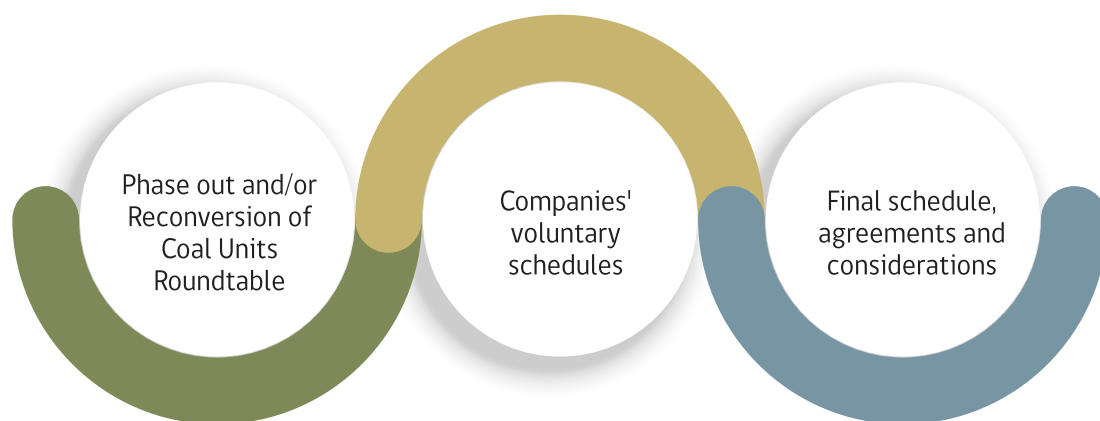 Phase out and/or
Reconversion of
Coal Units
Roundtable
Companies'
voluntary
schedules
Final schedule,
agreements and
considerations